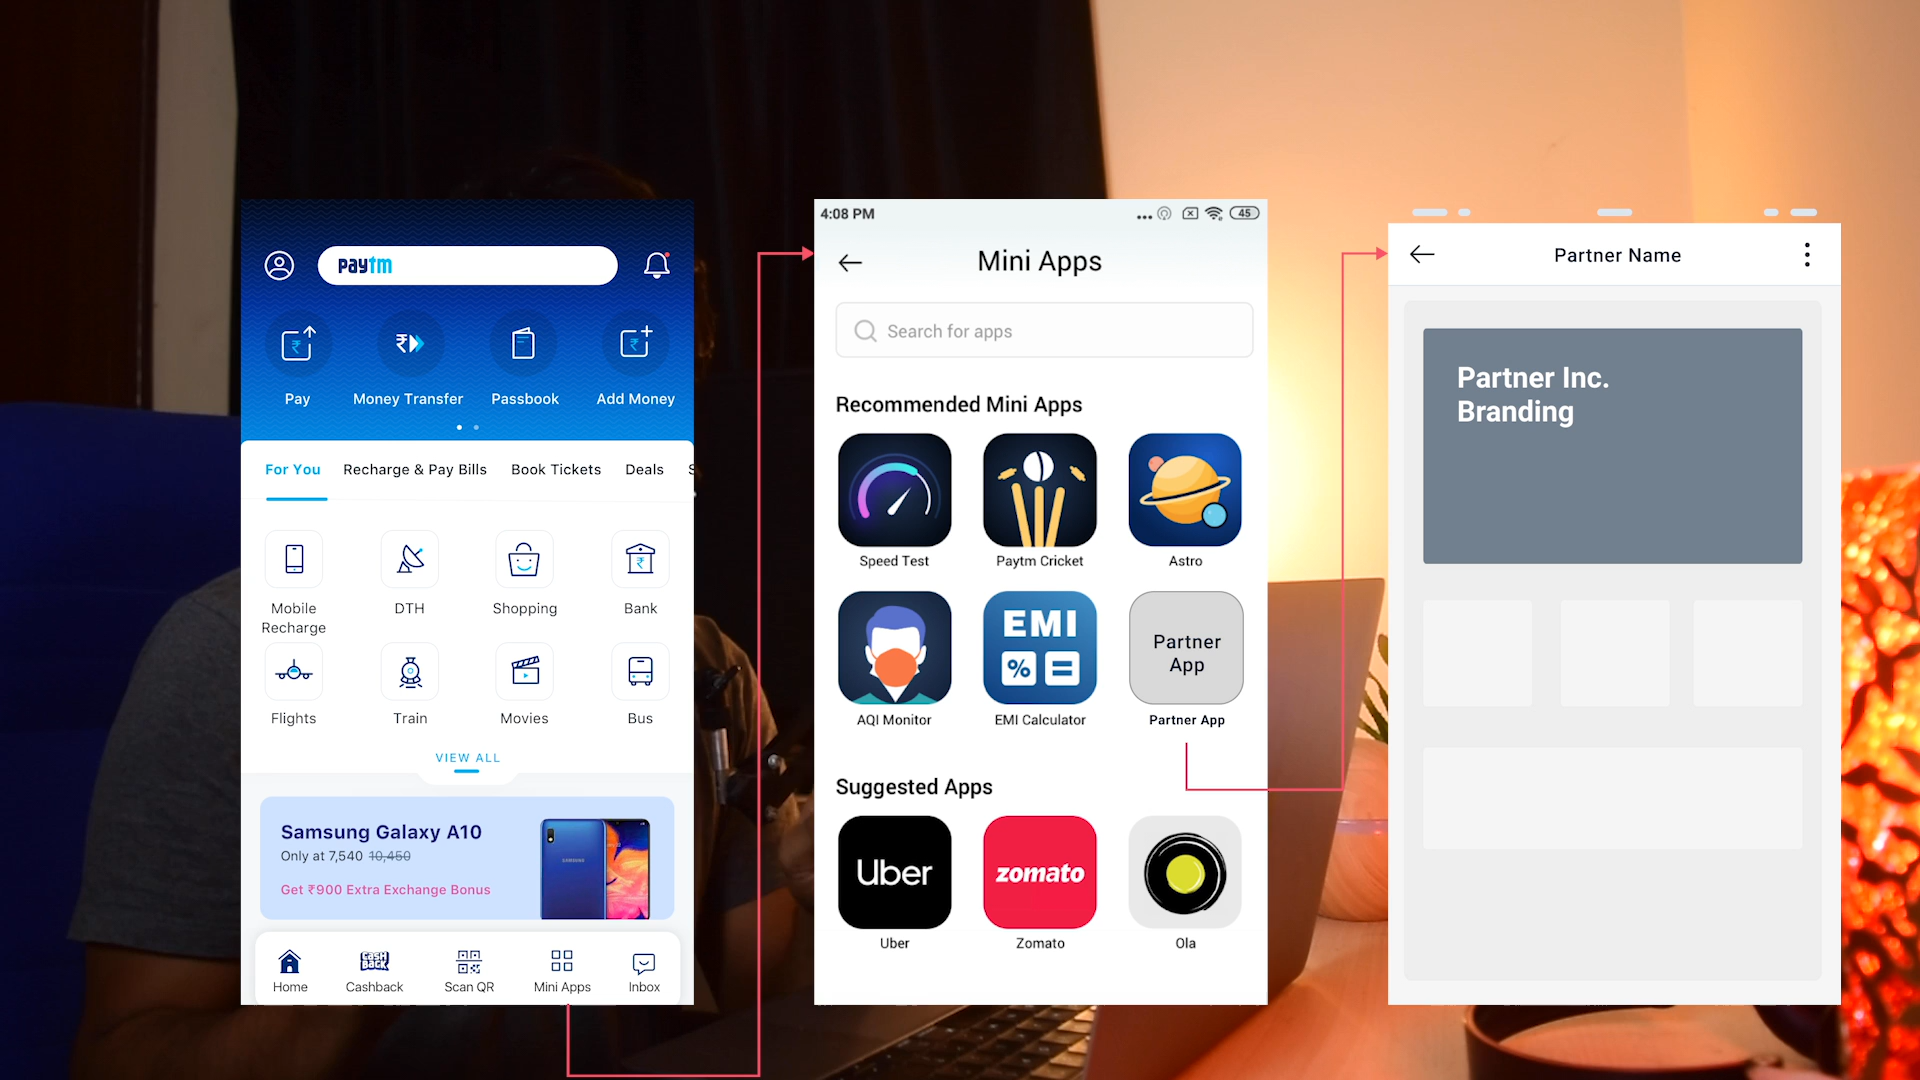 paytm
Pay
Money Transfer
Passbook
Add Money
For You
Recharge & Pay Bills
Book Tickets
Deals
S
Mobile
Recharge
DTH
Shopping
Bank
Flights
Train
Movies
Bus
VIEW ALL
Samsung Galaxy A10
Only at 7,540 10,450
Get ₹900 Extra Exchange Bonus
SAMSUNG
Home
CASH
BACK
Cashback
Scan QR
Mini Apps
Inbox
4:08 PM
45
Mini Apps
Search for apps
Recommended Mini Apps
Speed Test
Paytm Cricket
Astro
EMI
%
=
Partner
App
AQI Monitor
EMI Calculator
Partner App
Suggested Apps
Uber
zomato
Uber
Zomato
Ola
Partner Name
Partner Inc.
Branding